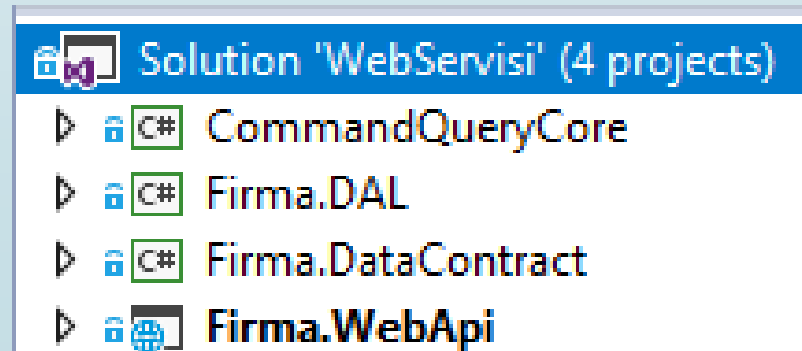 Solution 'WebServisi' (4 projects)
C# CommandQueryCore
C# Firma.DAL
C# Firma.DataContract
Firma.WebApi